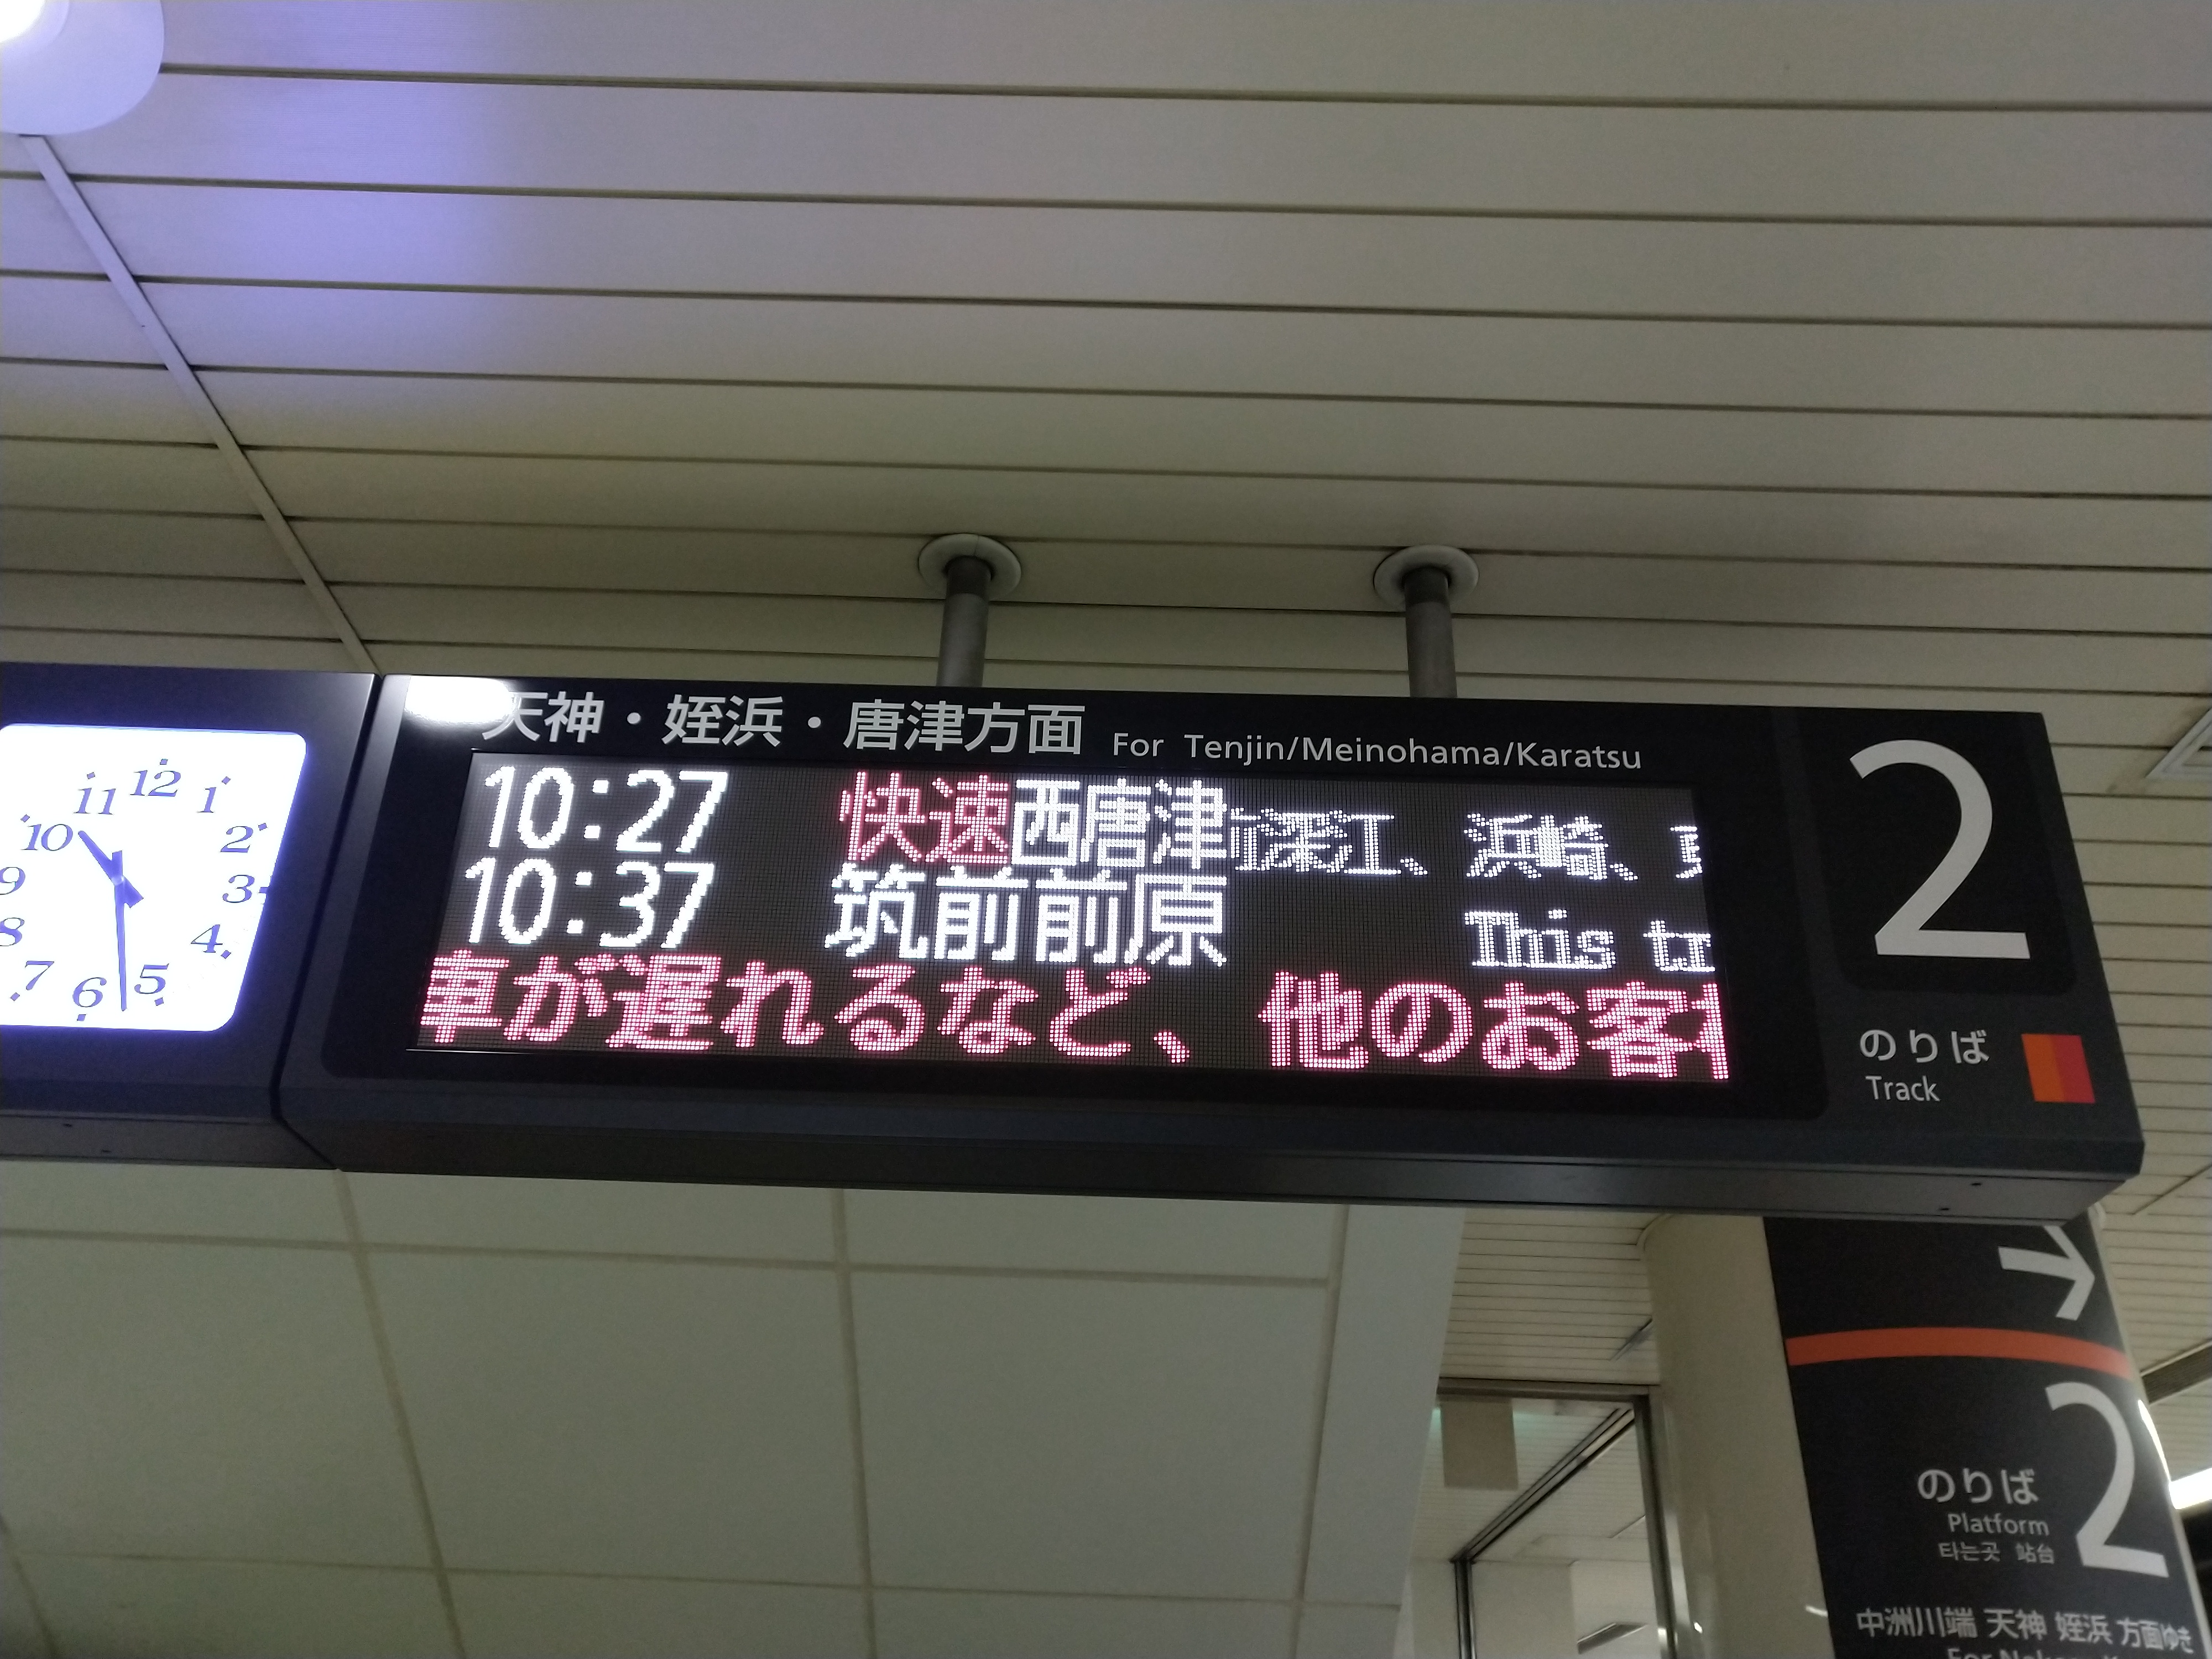 天神・姪浜・唐津方面 For Tenjin/Meinohama/Karatsu
10:27 快速西唐津 深江、浜崎、
10:37 筑前前原 This
車が遅れるなど、他のお客
2
のりば
Track
12
1
2
3
4
5
6
7
8
9
10
11
2
のりば
Platform
타는곳 站台
中洲川端 天神 姪浜 方面ゆき